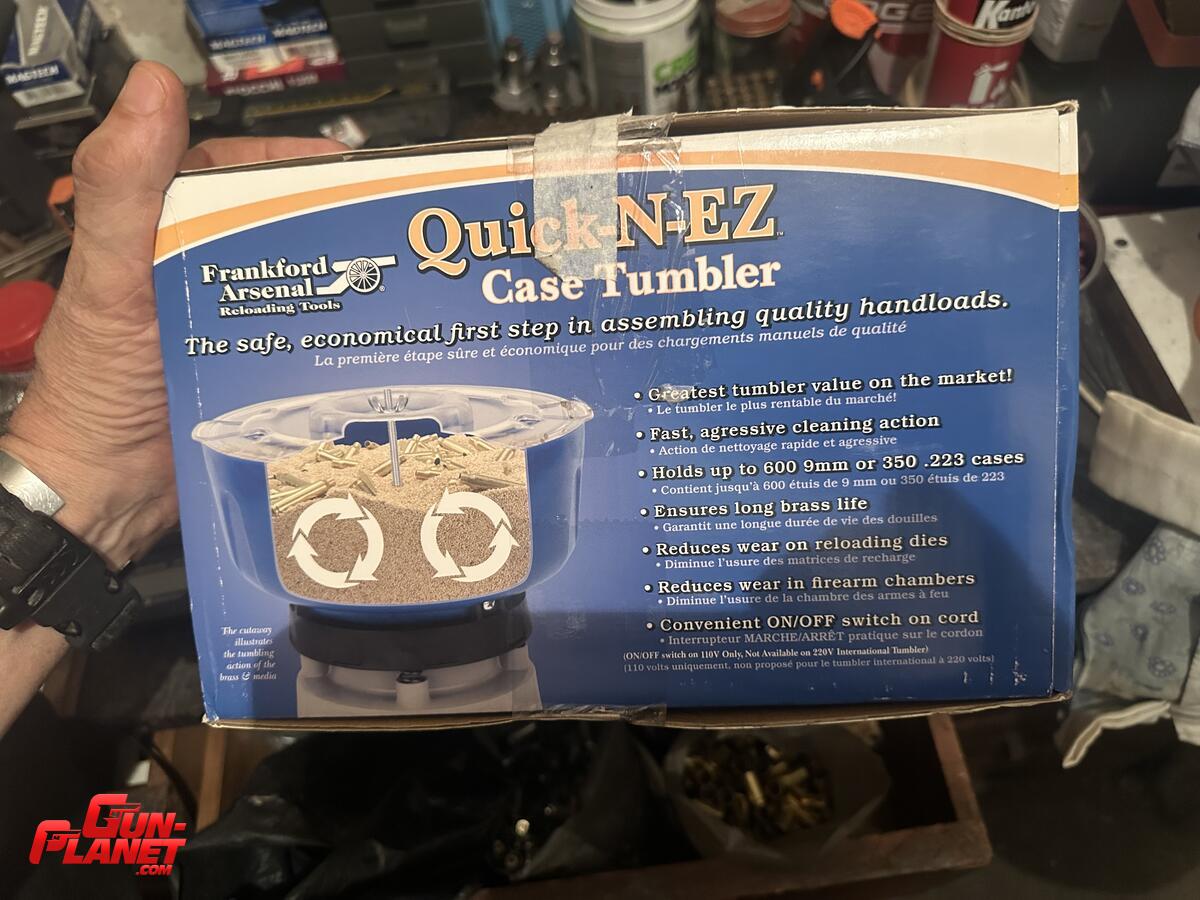 MAGTECH
MAGTECH
MAGTECH
Quick-N-EZ™
Case Tumbler
Frankford
Arsenal®
Reloading Tools
The safe, economical first step in assembling quality handloads.
La première étape sûre et économique pour des chargements manuels de qualité
• Greatest tumbler value on the market!
• Le tumbler le plus rentable du marché!
• Fast, agressive cleaning action
• Action de nettoyage rapide et agressive
• Holds up to 600 9mm or 350 .223 cases
• Contient jusqu'à 600 étuis de 9 mm ou 350 étuis de 223
• Ensures long brass life
• Garantit une longue durée de vie des douilles
• Reduces wear on reloading dies
• Diminue l'usure des matrices de recharge
• Reduces wear in firearm chambers
• Diminue l'usure de la chambre des armes à feu
• Convenient ON/OFF switch on cord
• Interrupteur MARCHE/ARRÊT pratique sur le cordon
(ON/OFF switch on 110V Only, Not Available on 220V International Tumbler)
(110 volts uniquement, non proposé pour le tumbler international à 220 volts)
The cutaway
illustrates
the tumbling
action of the
brass & media
GUN-
PLANET
.COM